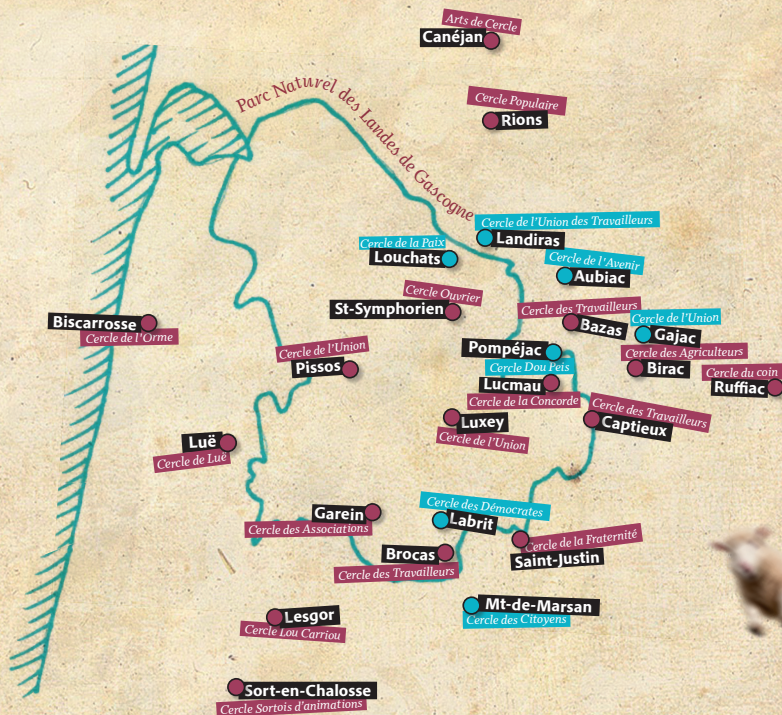 Arts de Cercle
Canéjan
Cercle Populaire
Rions
Parc Naturel des Landes de Gascogne
Cercle de l'Union des Travailleurs
Landiras
Cercle de la Paix
Louchats
Cercle de l'Avenir
Aubiac
Cercle Ouvrier
St-Symphorien
Cercle des Travailleurs
Bazas
Cercle de l'Union
Gajac
Biscarrosse
Cercle de l'Orme
Cercle de l'Union
Pissos
Pompéjac
Cercle Dou Peis
Cercle des Agriculteurs
Birac
Cercle du coin
Ruffiac
Lucmau
Cercle de la Concorde
Cercle des Travailleurs
Captieux
Luxey
Cercle de l'Union
Luë
Cercle de Luë
Cercle des Démocrates
Labrit
Garein
Cercle des Associations
Cercle de la Fraternité
Saint-Justin
Brocas
Cercle des Travailleurs
Mt-de-Marsan
Cercle des Citoyens
Lesgor
Cercle Lou Carriou
Sort-en-Chalosse
Cercle Sortois d'animations